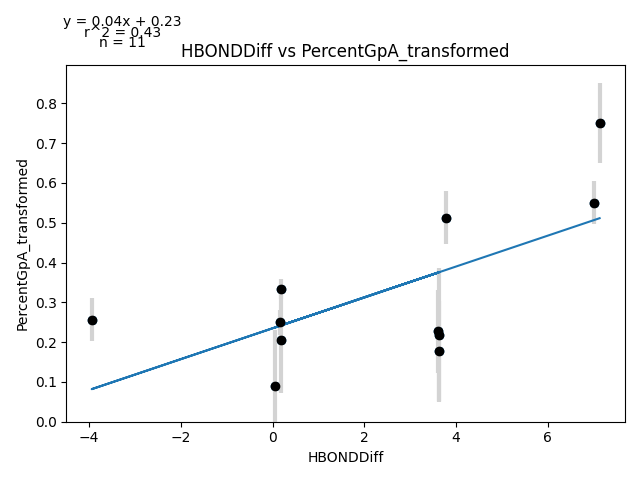 y = 0.04x + 0.23
r^2 = 0.43
n = 11
HBONDDiff vs PercentGpA_transformed
PercentGpA_transformed
0.8
0.7
0.6
0.5
0.4
0.3
0.2
0.1
0.0
−4
−2
0
2
4
6
HBONDDiff